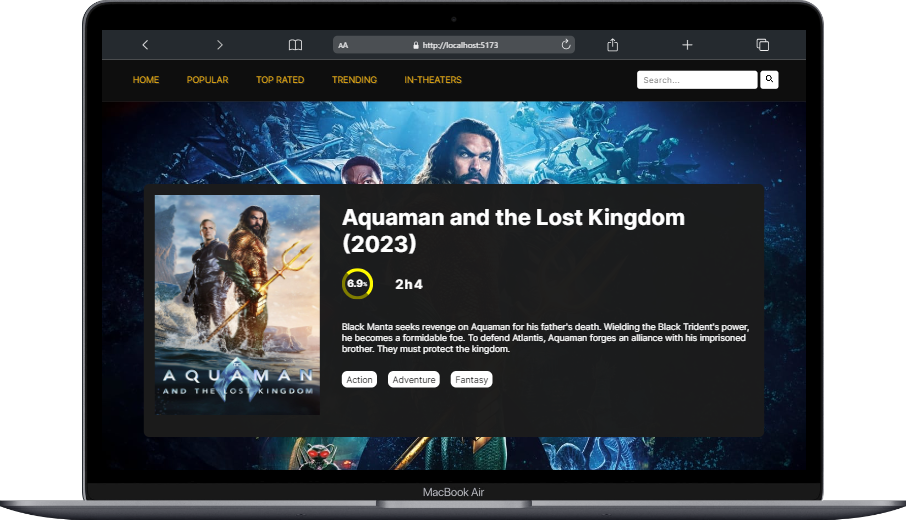 AA http://localhost:5173
HOME POPULAR TOP RATED TRENDING IN-THEATERS Search...
Aquaman and the Lost Kingdom
(2023)
6.9% 2h4
Black Manta seeks revenge on Aquaman for his father's death. Wielding the Black Trident's power,
he becomes a formidable foe. To defend Atlantis, Aquaman forges an alliance with his imprisoned
brother. They must protect the kingdom.
Action Adventure Fantasy
AQUAMAN
AND THE LOST KINGDOM
MacBook Air